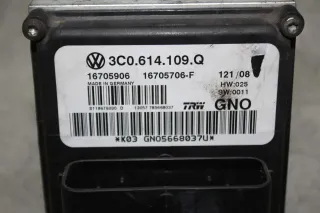 3C0.614.109.Q
16705906 16705706-F 121/08
MADE IN GERMANY
HW:025
SW:0011
TRW GNO
*K03 GNO5668037U*